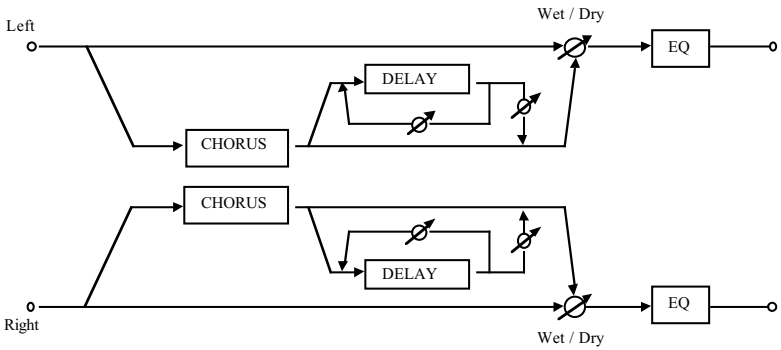 Wet / Dry
Left
EQ
DELAY
CHORUS
CHORUS
DELAY
EQ
Right
Wet / Dry